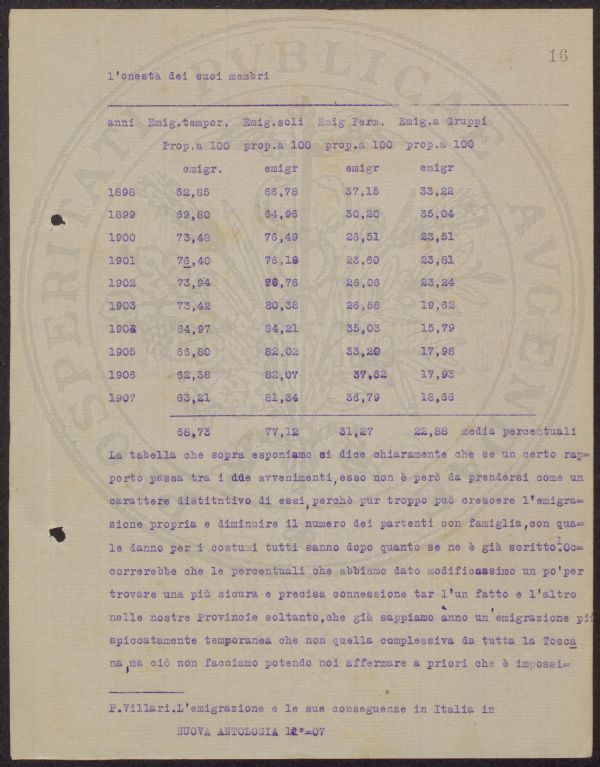 16
l'onestà dei suoi membri
anni Emig.tempor. Emig.soli Emig Perm. Emig.a Gruppi
Prop.a 100 prop.a 100 prop.a 100 prop.a 100
emigr. emigr emigr emigr
1898 62,85 66,78 37,15 33,22
1899 69,80 64,96 30,20 35,04
1900 73,48 76,49 26,51 23,51
1901 76,40 76,19 23,60 23,81
1902 73,94 76,76 26,06 23,24
1903 73,42 80,38 26,58 19,62
1904 64,97 84,21 35,03 15,79
1905 66,80 82,02 33,20 17,98
1906 62,38 82,07 37,62 17,93
1907 63,21 81,34 36,79 18,66
68,73 77,12 31,27 22,88 media percentuali
La tabella che sopra esponiamo ci dice chiaramente che se un certo rap=
porto passa tra i due avvenimenti,esso non è però da prendersi come un
carattere distitntivo di essi,perchè pur troppo può crescere l'emigra=
zione propria e diminuire il numero dei partenti con famiglia,con qua=
le danno per i costumi tutti sanno dopo quanto se ne è già scritto.1Oc=
correrebbe che le percentuali che abbiamo dato modificassimo un po'per
trovare una più sicura e precisa connessione tar l'un fatto e l'altro
nelle nostre Provincie soltanto,che già sappiamo ànno un'emigrazione più
spiccatamente temporanea che non quella complessiva da tutta la Tosca
na,ma ciò non facciamo potendo noi affermare a priori che è impossi=
P.Villari.L'emigrazione e le sue conseguenze in Italia in
NUOVA ANTOLOGIA 1°=07
PROSPERITATI PUBLICAE AUGEN